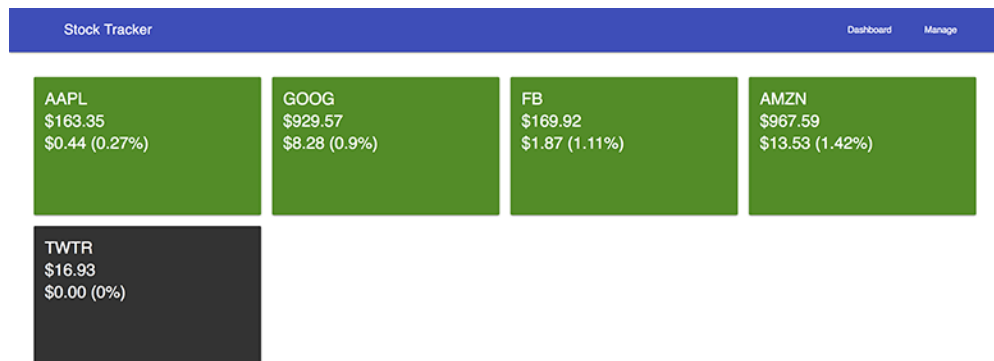 Stock Tracker
Dashboard
Manage
AAPL
$163.35
$0.44 (0.27%)
GOOG
$929.57
$8.28 (0.9%)
FB
$169.92
$1.87 (1.11%)
AMZN
$967.59
$13.53 (1.42%)
TWTR
$16.93
$0.00 (0%)